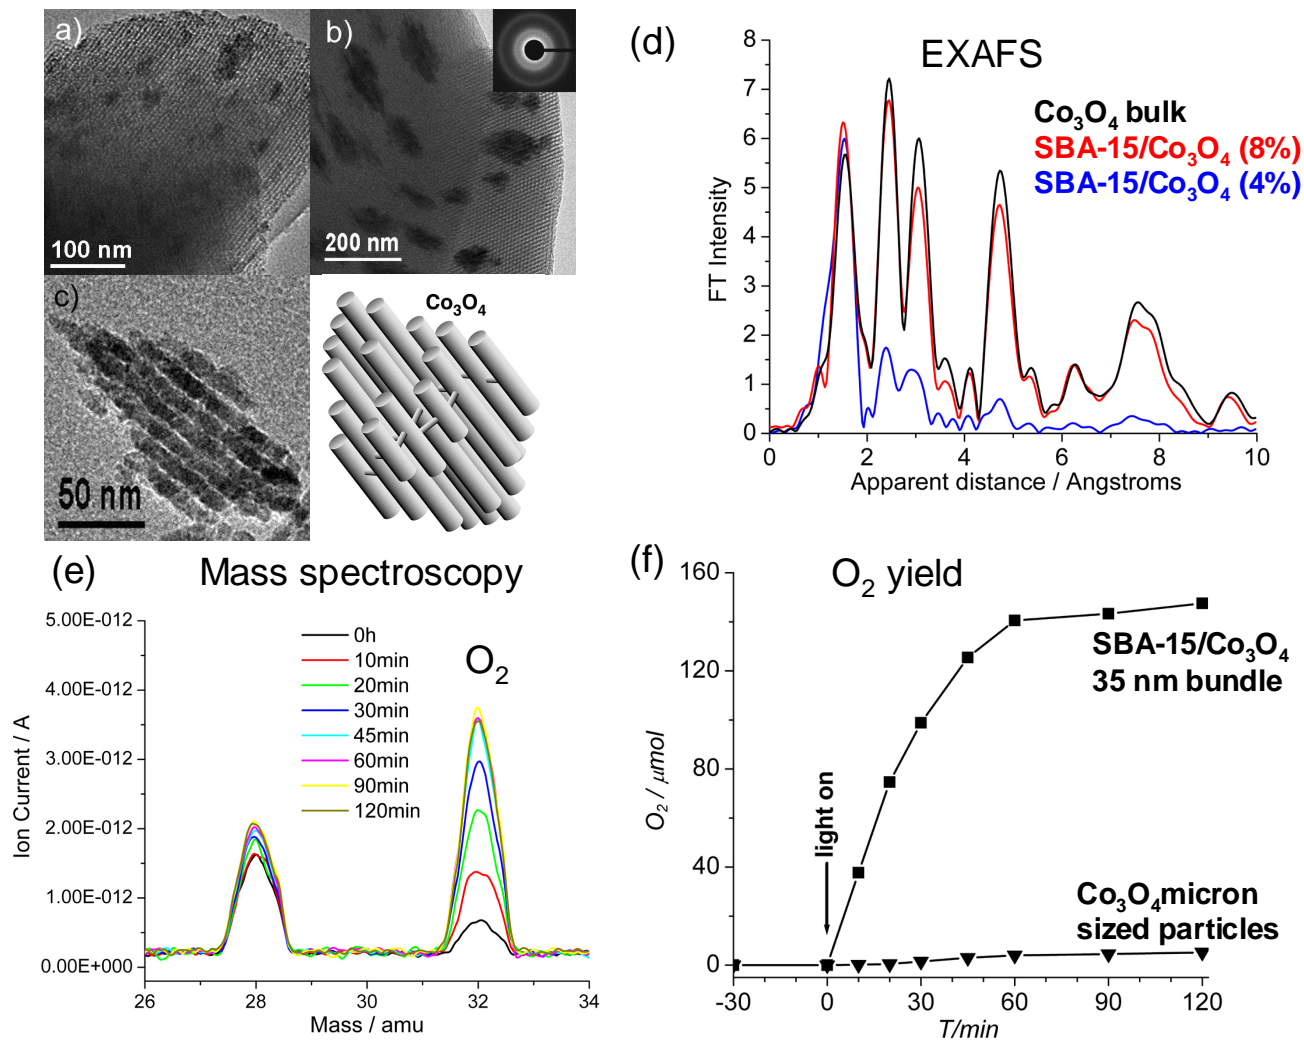 a)
100 nm
b)
200 nm
c)
50 nm
Co₃O₄
(d)
EXAFS
Co₃O₄ bulk
SBA-15/Co₃O₄ (8%)
SBA-15/Co₃O₄ (4%)
FT Intensity
8
7
6
5
4
3
2
1
0
0 2 4 6 8 10
Apparent distance / Angstroms
(e)
Mass spectroscopy
O₂
0h
10min
20min
30min
45min
60min
90min
120min
Ion Current / A
5.00E-012
4.00E-012
3.00E-012
2.00E-012
1.00E-012
0.00E+000
26 28 30 32 34
Mass / amu
(f)
O₂ yield
SBA-15/Co₃O₄
35 nm bundle
light on
Co₃O₄micron
sized particles
O₂ / μmol
160
120
80
40
0
-30 0 30 60 90 120
T/min